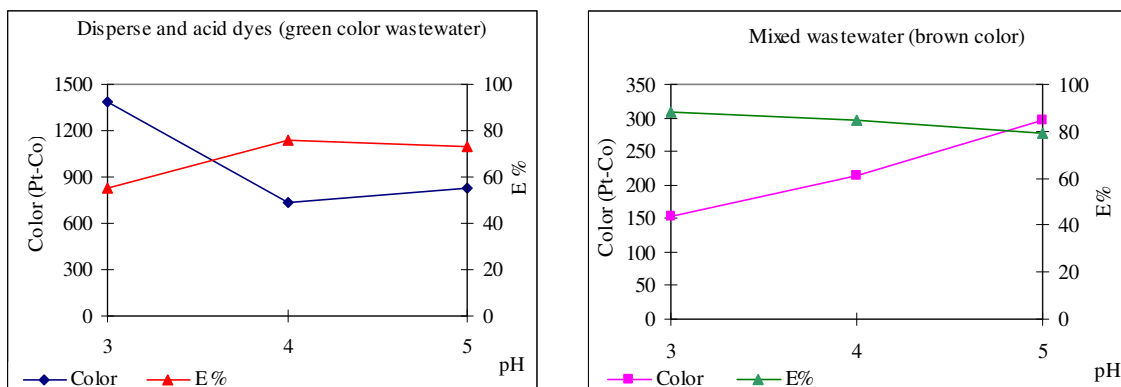 Disperse and acid dyes (green color wastewater)
1500
1200
900
600
300
0
Color (Pt-Co)
100
80
60
40
20
0
E %
3 4 5
pH
Color E%
Mixed wastewater (brown color)
350
300
250
200
150
100
50
0
Color (Pt-Co)
100
80
60
40
20
0
E%
3 4 5
pH
Color E%